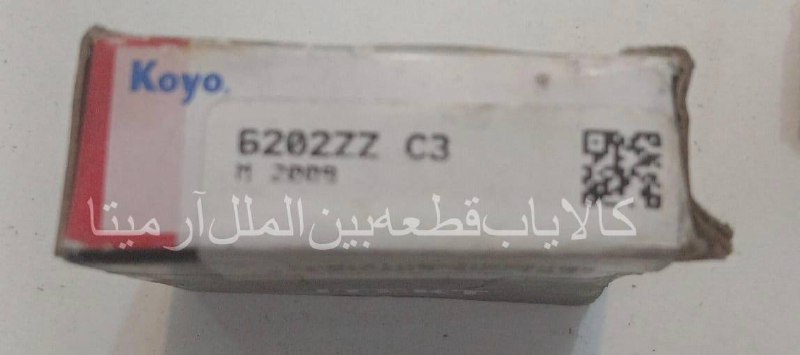 Koyo
6202ZZ C3
M 2009
کالایاب قطعه بین الملل آرمیتا